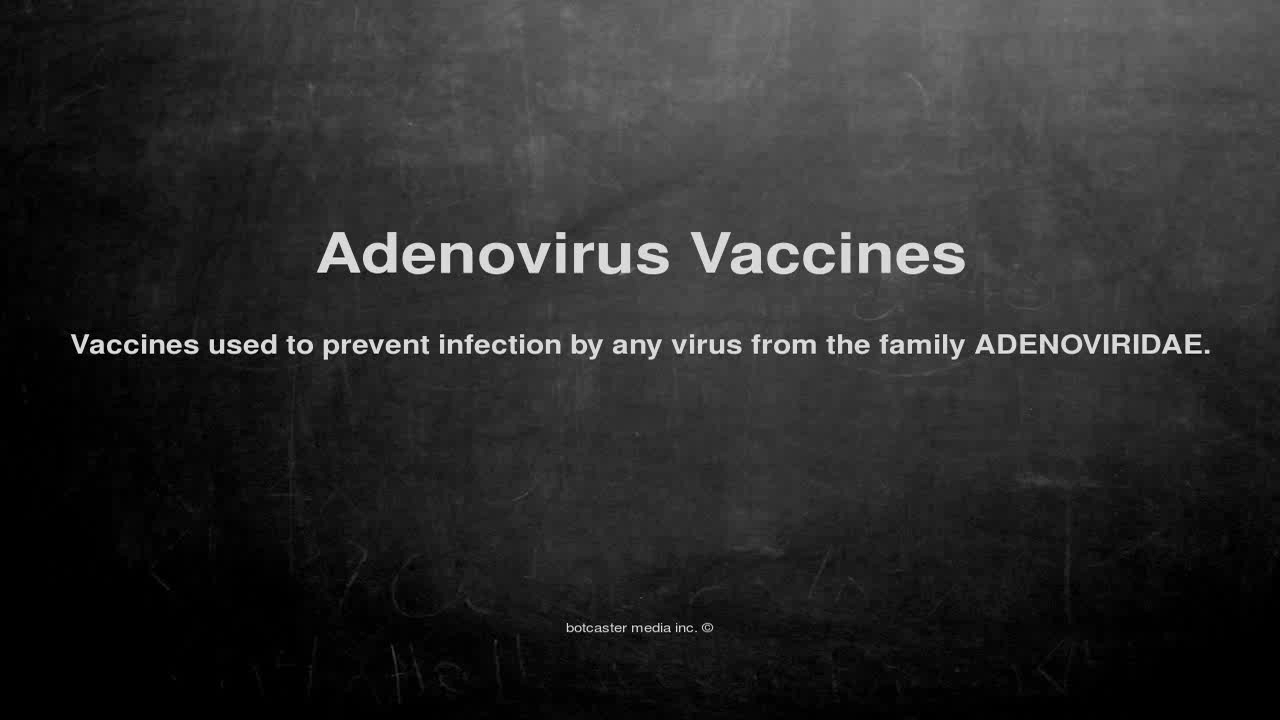 Adenovirus Vaccines
Vaccines used to prevent infection by any virus from the family ADENOVIRIDAE.
botcaster media inc. ©